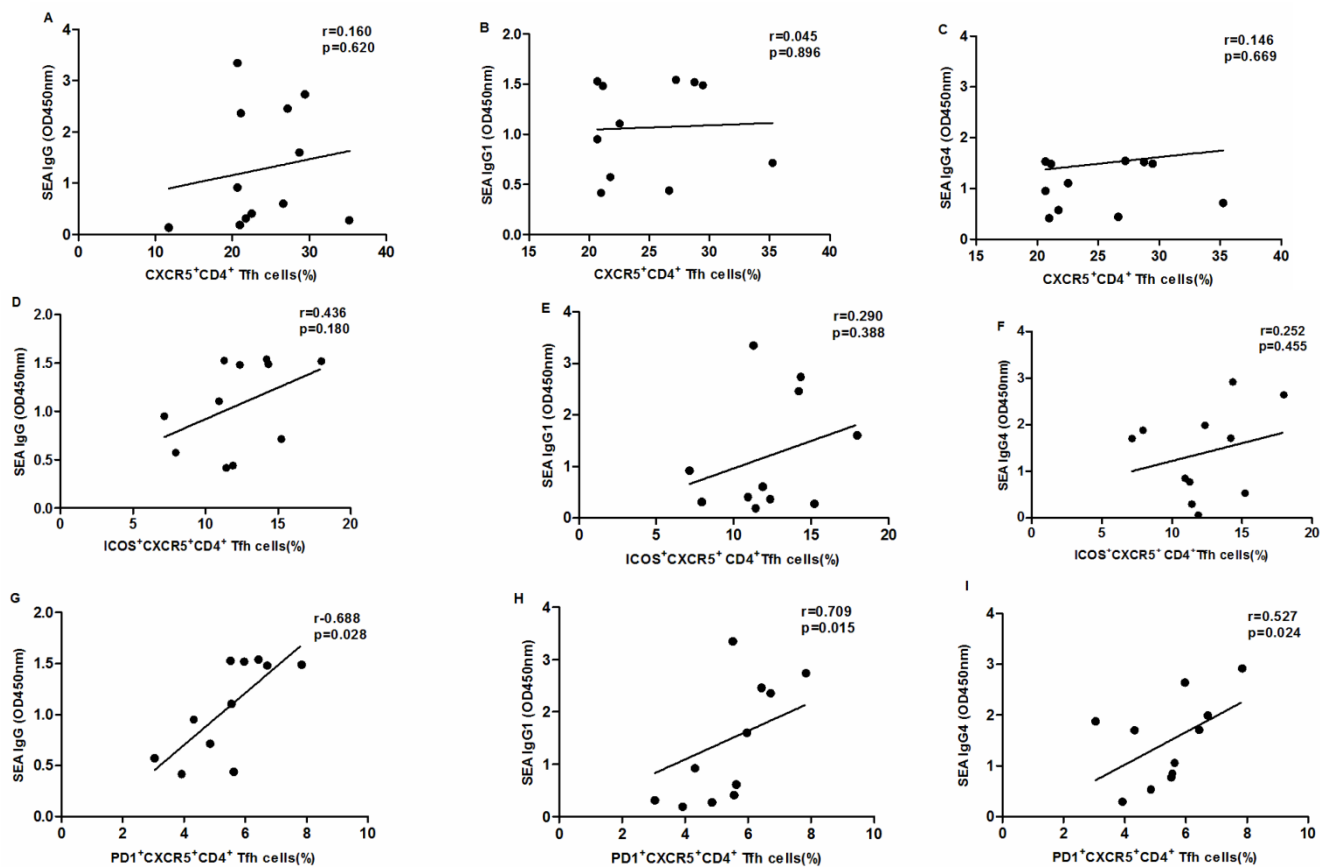 A
r=0.160
p=0.620
SEA IgG (OD450nm)
4
3
2
1
0
0 10 20 30 40
CXCR5+CD4+ Tfh cells(%)
B
r=0.045
p=0.896
SEA IgG1 (OD450nm)
2.0
1.5
1.0
0.5
0.0
15 20 25 30 35 40
CXCR5+CD4+ Tfh cells(%)
C
r=0.146
p=0.669
SEA IgG4 (OD450nm)
4
3
2
1
0
15 20 25 30 35 40
CXCR5+CD4+ Tfh cells(%)
D
r=0.436
p=0.180
SEA IgG (OD450nm)
2.0
1.5
1.0
0.5
0.0
0 5 10 15 20
ICOS+CXCR5+CD4+ Tfh cells(%)
E
r=0.290
p=0.388
SEA IgG1 (OD450nm)
4
3
2
1
0
0 5 10 15 20
ICOS+CXCR5+CD4+Tfh cells(%)
F
r=0.252
p=0.455
SEA IgG4 (OD450nm)
4
3
2
1
0
0 5 10 15 20
ICOS+CXCR5+ CD4+Tfh cells(%)
G
r-0.688
p=0.028
SEA IgG (OD450nm)
2.0
1.5
1.0
0.5
0.0
0 2 4 6 8 10
PD1+CXCR5+CD4+ Tfh cells(%)
H
r=0.709
p=0.015
SEA IgG1 (OD450nm)
4
3
2
1
0
0 2 4 6 8 10
PD1+CXCR5+CD4+ Tfh cells(%)
I
r=0.527
p=0.024
SEA IgG4 (OD450nm)
4
3
2
1
0
0 2 4 6 8 10
PD1+CXCR5+CD4+ Tfh cells(%)